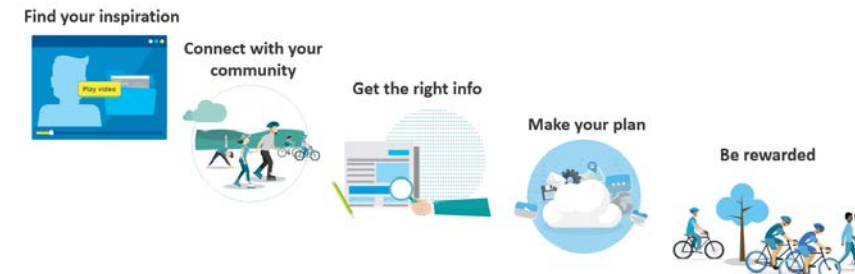 Find your inspiration
Play video
Connect with your
community
Get the right info
Make your plan
Be rewarded